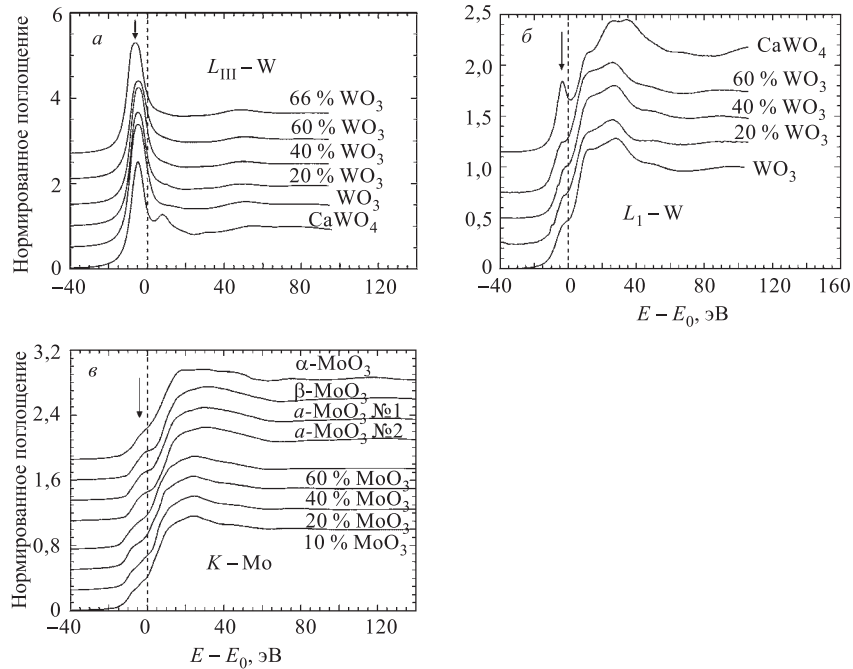 Нормированное поглощение
6
4
2
0
а
L_III – W
66 % WO₃
60 % WO₃
40 % WO₃
20 % WO₃
WO₃
CaWO₄
–40 0 40 80 120
E – E₀, эВ
Нормированное поглощение
2,5
2,0
1,5
1,0
0,5
0
б
CaWO₄
60 % WO₃
40 % WO₃
20 % WO₃
WO₃
L₁ – W
–40 0 40 80 120 160
E – E₀, эВ
Нормированное поглощение
3,2
2,4
1,6
0,8
0
в
α-MoO₃
β-MoO₃
a-MoO₃ №1
a-MoO₃ №2
60 % MoO₃
40 % MoO₃
20 % MoO₃
10 % MoO₃
K – Mo
–40 0 40 80 120
E – E₀, эВ